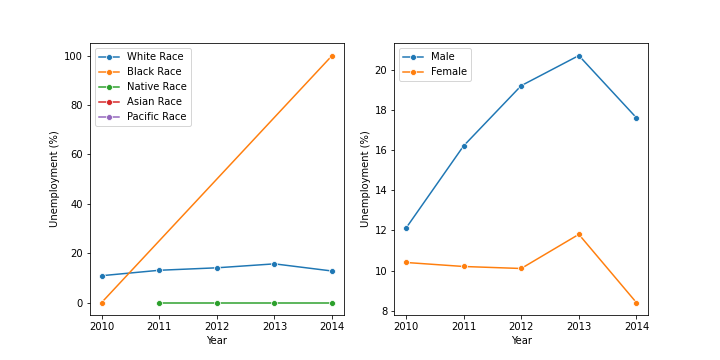 100
80
60
40
20
0
Unemployment (%)
White Race
Black Race
Native Race
Asian Race
Pacific Race
2010 2011 2012 2013 2014
Year
20
18
16
14
12
10
8
Unemployment (%)
Male
Female
2010 2011 2012 2013 2014
Year